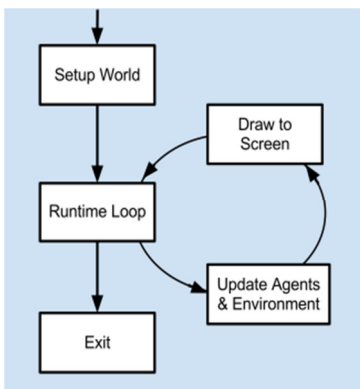 Setup World
Draw to
Screen
Runtime Loop
Update Agents
& Environment
Exit